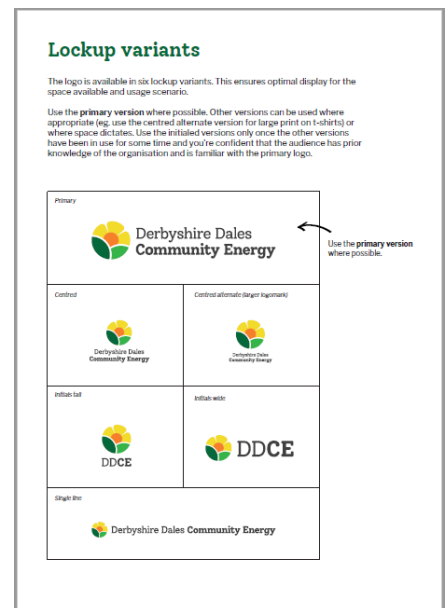 Lockup variants
The logo is available in six lockup variants. This ensures optimal display for the
space available and usage scenario.
Use the primary version where possible. Other versions can be used where
appropriate (eg. use the centred alternate version for large print on t-shirts) or
where space dictates. Use the initialed versions only once the other versions
have been in use for some time and you're confident that the audience has prior
knowledge of the organisation and is familiar with the primary logo.
Primary
Derbyshire Dales
Community Energy
Use the primary version
where possible.
Centred
Derbyshire Dales
Community Energy
Centred alternate (larger logomark)
Derbyshire Dales
Community Energy
Initials tall
DDCE
Initials wide
DDCE
Single line
Derbyshire Dales Community Energy